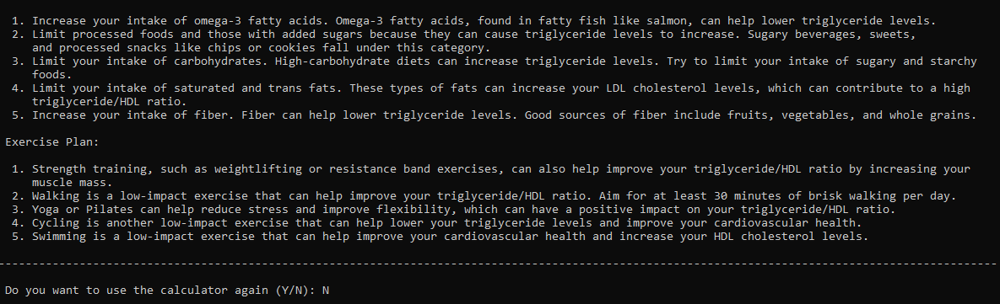 1. Increase your intake of omega-3 fatty acids. Omega-3 fatty acids, found in fatty fish like salmon, can help lower triglyceride levels.
2. Limit processed foods and those with added sugars because they can cause triglyceride levels to increase. Sugary beverages, sweets,
and processed snacks like chips or cookies fall under this category.
3. Limit your intake of carbohydrates. High-carbohydrate diets can increase triglyceride levels. Try to limit your intake of sugary and starchy
foods.
4. Limit your intake of saturated and trans fats. These types of fats can increase your LDL cholesterol levels, which can contribute to a high
triglyceride/HDL ratio.
5. Increase your intake of fiber. Fiber can help lower triglyceride levels. Good sources of fiber include fruits, vegetables, and whole grains.
Exercise Plan:
1. Strength training, such as weightlifting or resistance band exercises, can also help improve your triglyceride/HDL ratio by increasing your
muscle mass.
2. Walking is a low-impact exercise that can help improve your triglyceride/HDL ratio. Aim for at least 30 minutes of brisk walking per day.
3. Yoga or Pilates can help reduce stress and improve flexibility, which can have a positive impact on your triglyceride/HDL ratio.
4. Cycling is another low-impact exercise that can help lower your triglyceride levels and improve your cardiovascular health.
5. Swimming is a low-impact exercise that can help improve your cardiovascular health and increase your HDL cholesterol levels.
----------------------------------------------------------------------------------------------------------------------------------------------------
Do you want to use the calculator again (Y/N): N